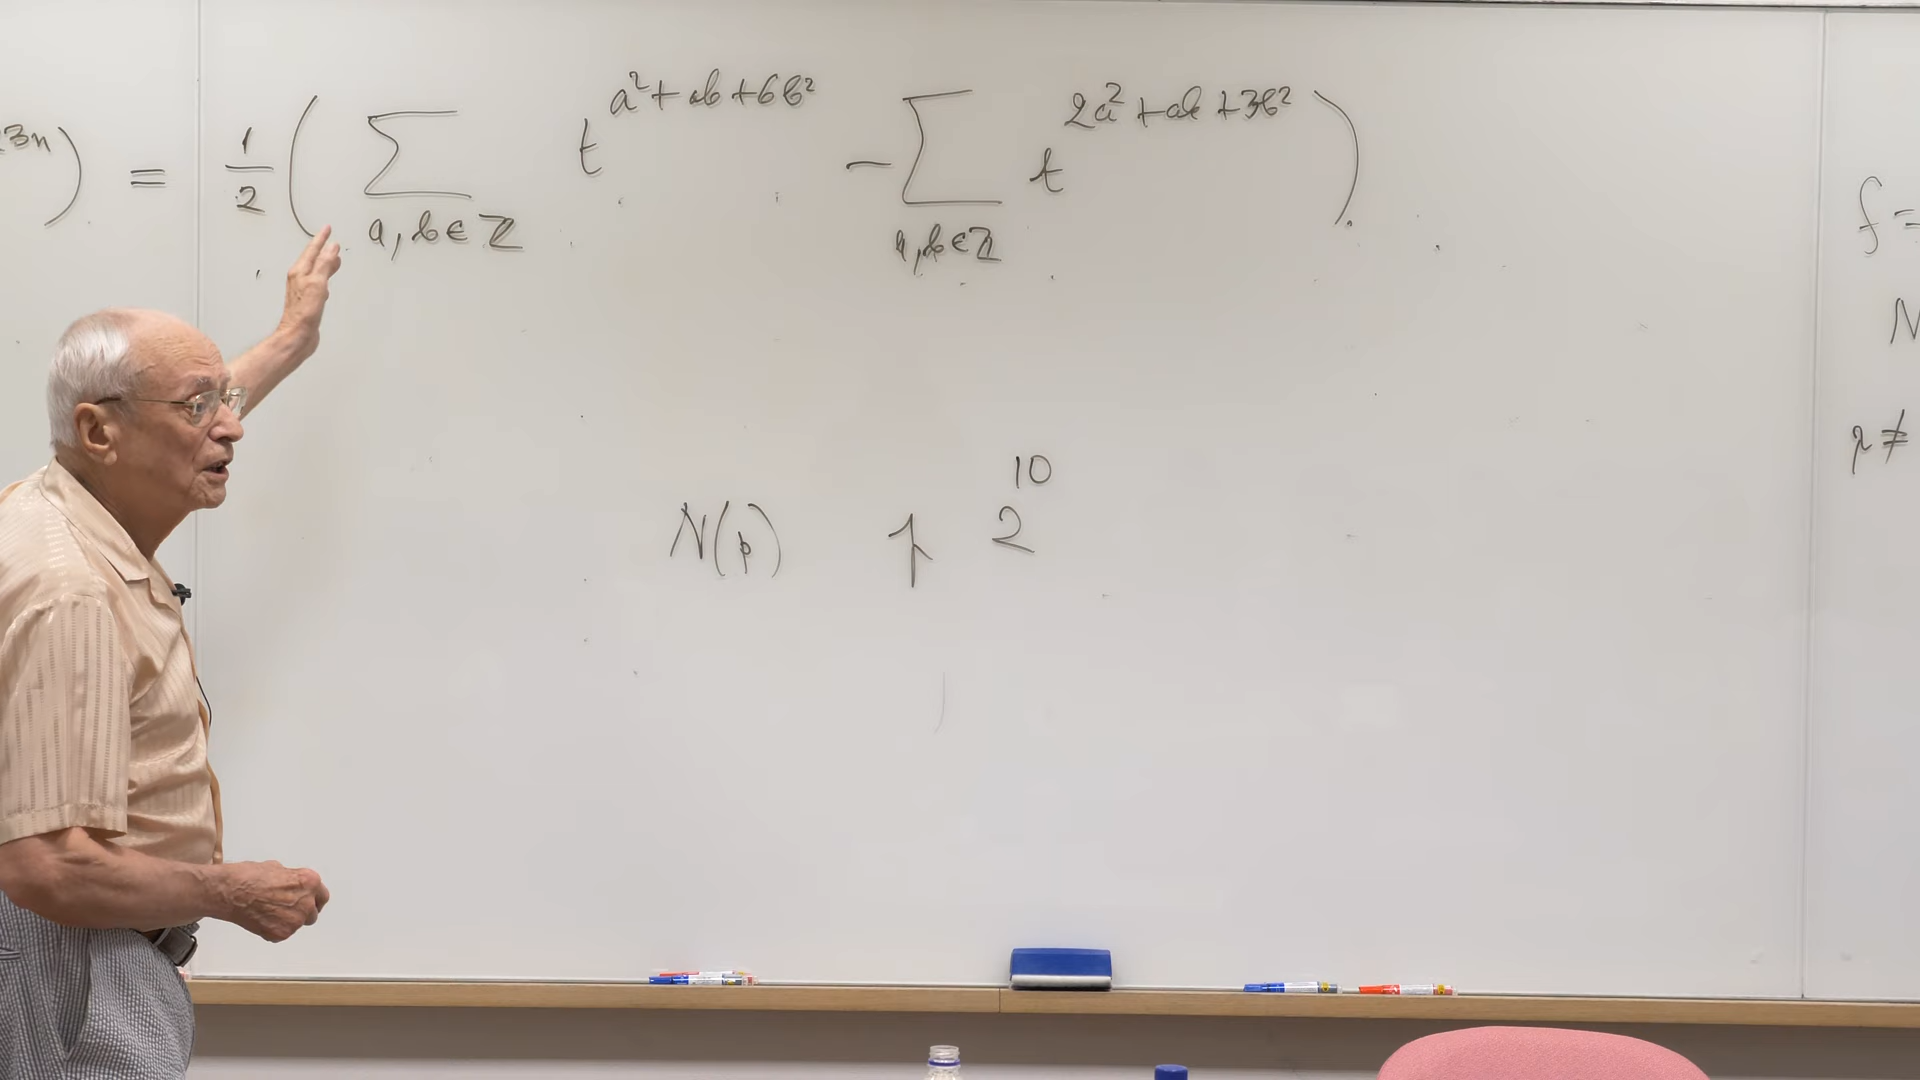 3n) = 1/2 ( ∑ t^{a²+ab+6b²} - ∑ t^{2a²+ab+3b²} )
a, b ∈ Z a, b ∈ Z
f =
N
p ≠
N(p) p 2^{10}